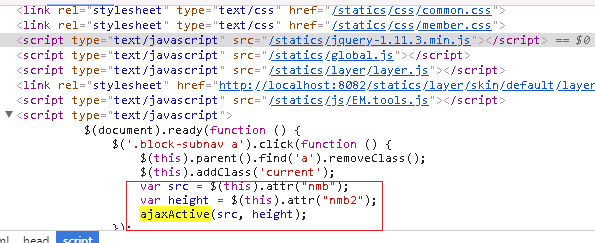 <link rel="stylesheet" type="text/css" href="/statics/css/common.css">
<link rel="stylesheet" type="text/css" href="/statics/css/member.css">
<script type="text/javascript" src="/statics/jquery-1.11.3.min.js"></script> == $0
<script type="text/javascript" src="/statics/global.js"></script>
<script type="text/javascript" src="/statics/layer/layer.js"></script>
<link rel="stylesheet" href="http://localhost:8082/statics/layer/skin/default/layer
<script type="text/javascript" src="/statics/js/EM.tools.js"></script>
<script type="text/javascript">
$(document).ready(function () {
$('.block-subnav a').click(function () {
$(this).parent().find('a').removeClass();
$(this).addClass('current');
var src = $(this).attr("nmb");
var height = $(this).attr("nmb2");
ajaxActive(src, height);
});
ml head script